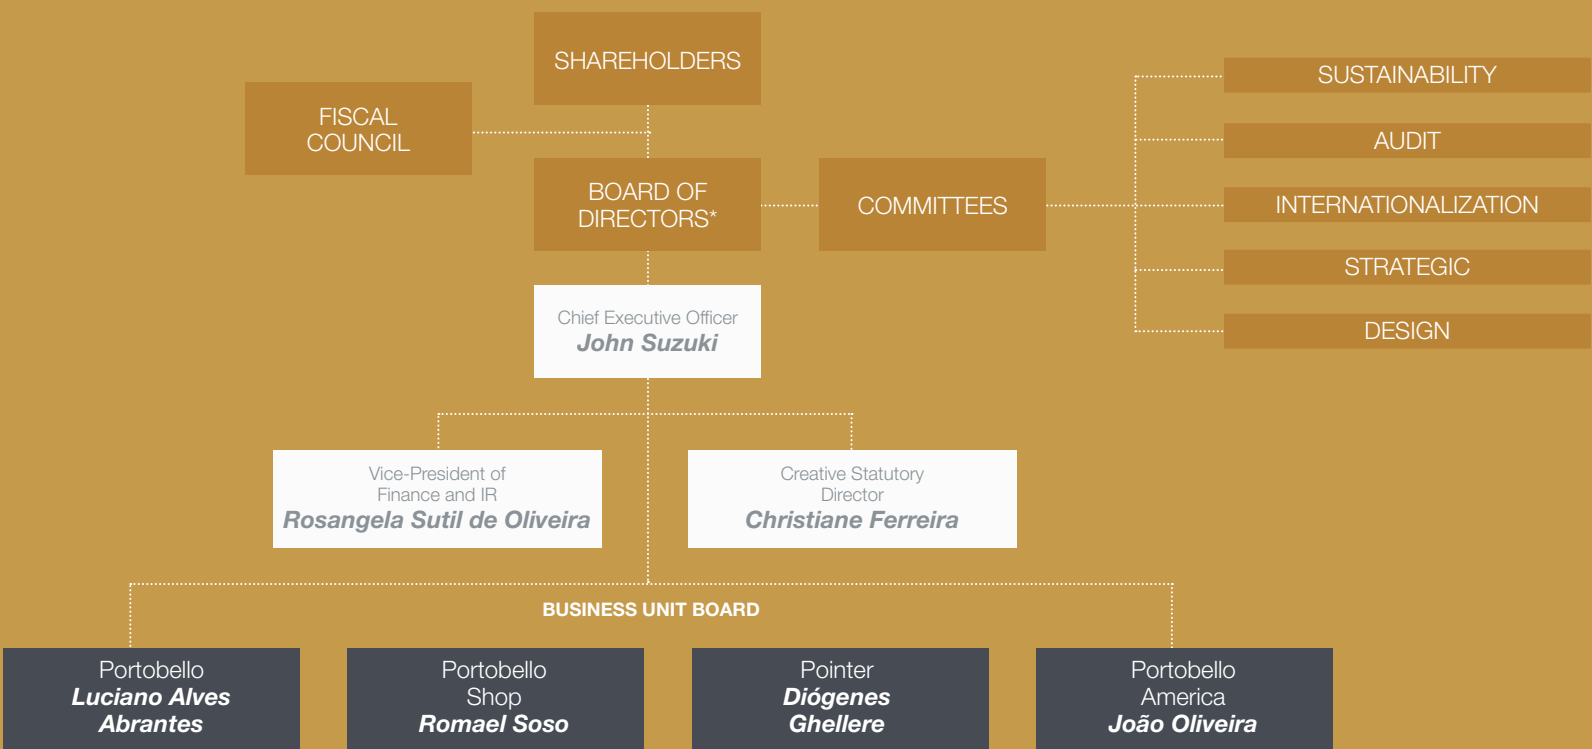 SHAREHOLDERS
FISCAL
COUNCIL
BOARD OF
DIRECTORS*
COMMITTEES
SUSTAINABILITY
AUDIT
INTERNATIONALIZATION
STRATEGIC
DESIGN
Chief Executive Officer
John Suzuki
Vice-President of
Finance and IR
Rosangela Sutil de Oliveira
Creative Statutory
Director
Christiane Ferreira
BUSINESS UNIT BOARD
Portobello
Luciano Alves
Abrantes
Portobello
Shop
Romael Soso
Pointer
Diógenes
Ghellere
Portobello
America
João Oliveira